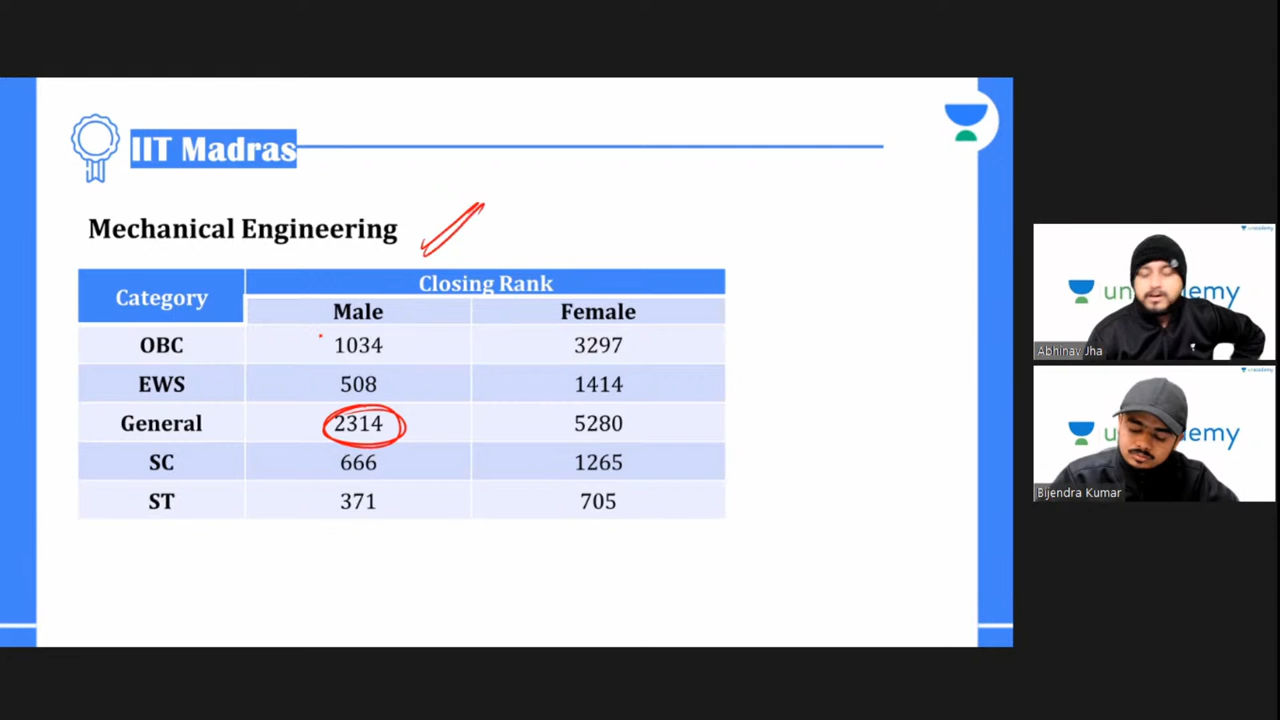 IIT Madras
Mechanical Engineering
Category
Closing Rank
Male Female
OBC 1034 3297
EWS 508 1414
General 2314 5280
SC 666 1265
ST 371 705
unacademy
Abhinav Jha
unacademy
Bijendra Kumar